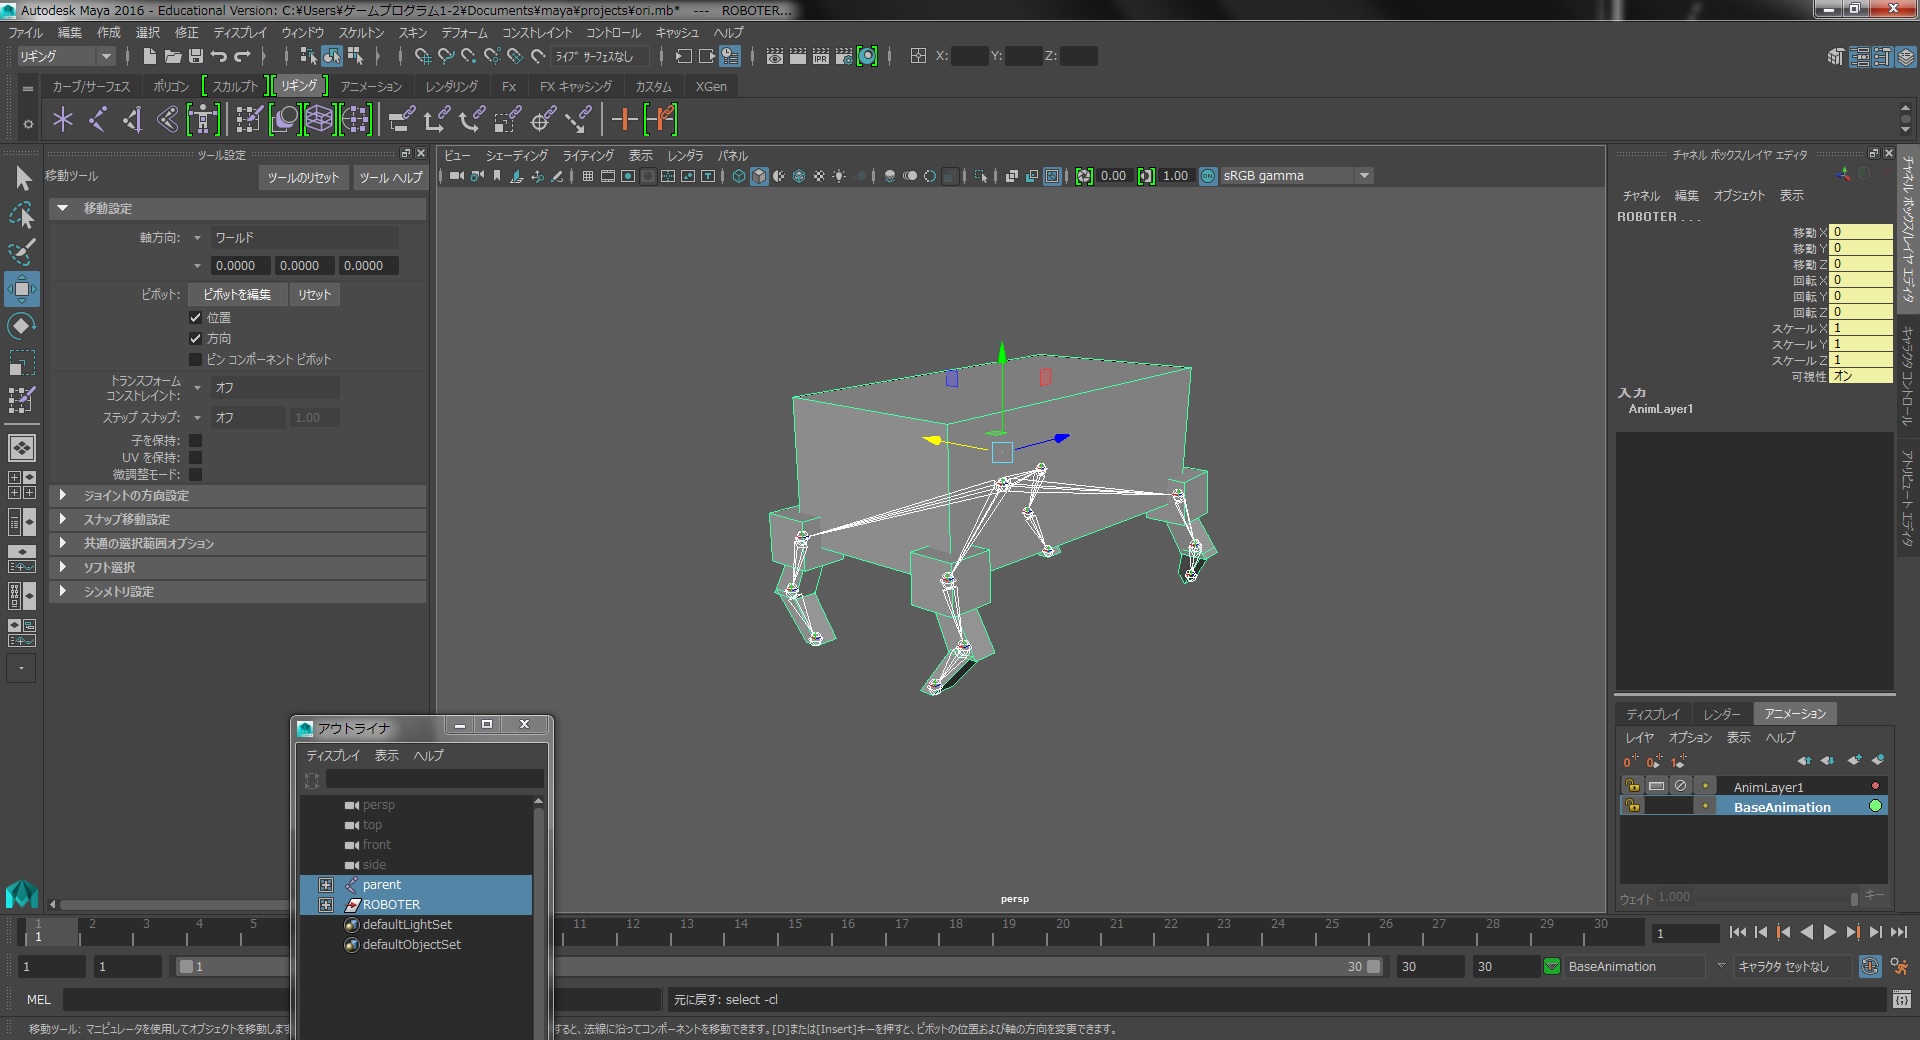 Autodesk Maya 2016 - Educational Version: C:¥Users¥ゲームプログラム1-2¥Documents¥maya¥projects¥ori.mb* --- ROBOTER...
ファイル 編集 作成 選択 修正 ディスプレイ ウィンドウ スケルトン スキン デフォーム コンストレイント コントロール キャッシュ ヘルプ
リギング ライブ サーフェスなし IPR X: Y: Z:
カーブ/サーフェス ポリゴン スカルプト リギング アニメーション レンダリング Fx FX キャッシング カスタム XGen
ツール設定
移動ツール ツールのリセット ツール ヘルプ
移動設定
軸方向: ワールド
0.0000 0.0000 0.0000
ピボット: ピボットを編集 リセット
位置
方向
ピン コンポーネント ピボット
トランスフォーム
コンストレイント: オフ
ステップ スナップ: オフ 1.00
子を保持:
UV を保持:
微調整モード:
ジョイントの方向設定
スナップ移動設定
共通の選択範囲オプション
ソフト選択
シンメトリ設定
ビュー シェーディング ライティング 表示 レンダラ パネル
0.00 1.00 sRGB gamma
persp
チャネル ボックス/レイヤ エディタ
チャネル 編集 オブジェクト 表示
ROBOTER . . .
移動 X 0
移動 Y 0
移動 Z 0
回転 X 0
回転 Y 0
回転 Z 0
スケール X 1
スケール Y 1
スケール Z 1
可視性 オン
入力
AnimLayer1
チャネル ボックス/レイヤ エディタ
キャラクタ コントロール
アトリビュート エディタ
ディスプレイ レンダー アニメーション
レイヤ オプション 表示 ヘルプ
AnimLayer1
BaseAnimation
ウェイト 1.000 キー
アウトライナ
ディスプレイ 表示 ヘルプ
persp
top
front
side
parent
ROBOTER
defaultLightSet
defaultObjectSet
1 2 3 4 5 11 12 13 14 15 16 17 18 19 20 21 22 23 24 25 26 27 28 29 30
1 1
1 1 1 30 30 30 BaseAnimation キャラクタ セットなし
MEL 元に戻す: select -cl
移動ツール: マニピュレータを使用してオブジェクトを移動しま すると、法線に沿ってコンポーネントを移動できます。[D]または[Insert]キーを押すと、ピボットの位置および軸の方向を変更できます。